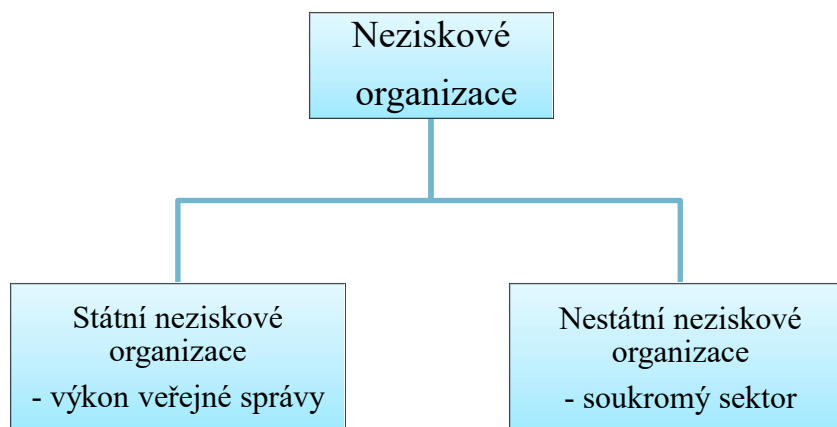 Neziskové
organizace
Státní neziskové
organizace
- výkon veřejné správy
Nestátní neziskové
organizace
- soukromý sektor